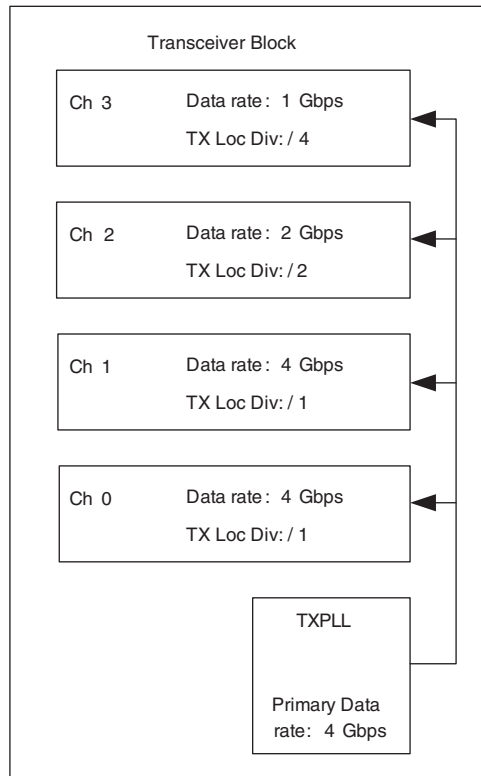 Transceiver Block
Ch 3 Data rate: 1 Gbps
TX Loc Div: / 4
Ch 2 Data rate: 2 Gbps
TX Loc Div: / 2
Ch 1 Data rate: 4 Gbps
TX Loc Div: / 1
Ch 0 Data rate: 4 Gbps
TX Loc Div: / 1
TXPLL
Primary Data
rate: 4 Gbps